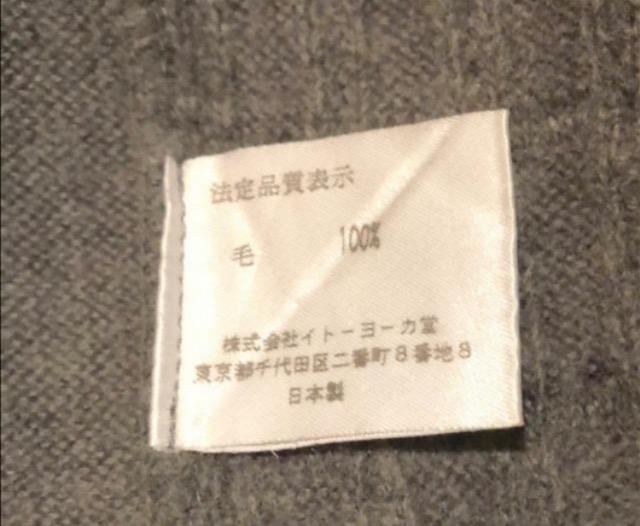 法定品質表示
毛 100%
株式会社イトーヨーカ堂
東京都千代田区二番町8番地8
日本製